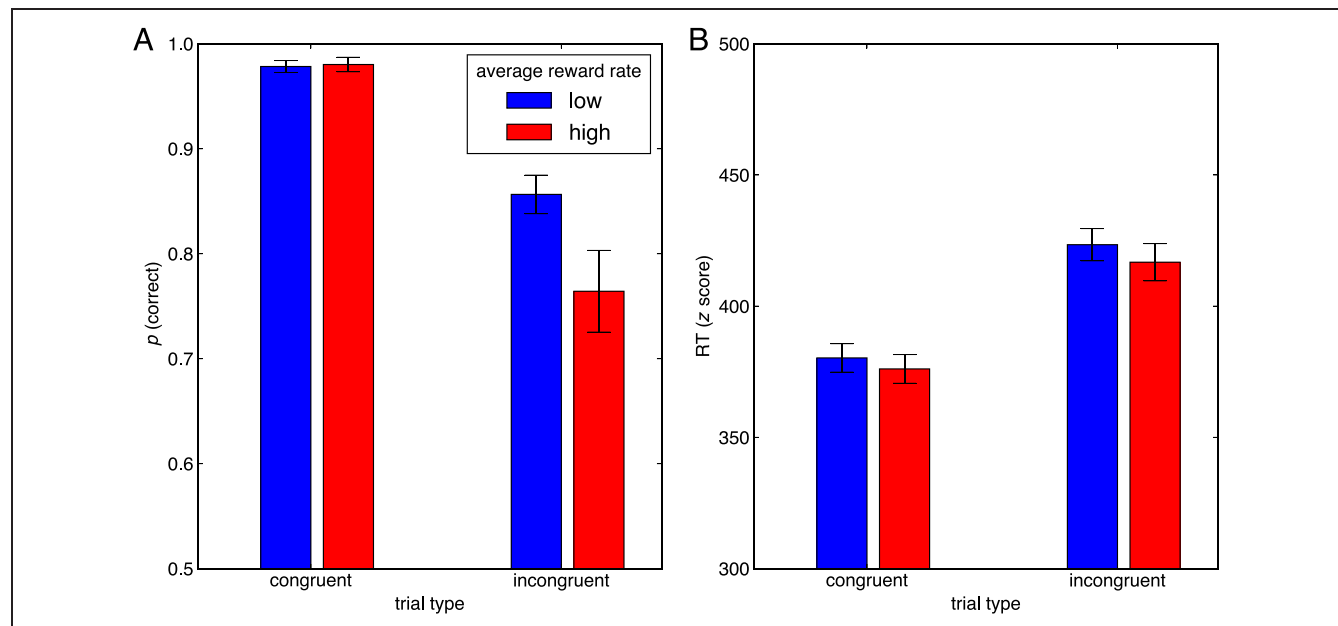 A
1.0
0.9
0.8
0.7
0.6
0.5
p (correct)
average reward rate
low
high
congruent
incongruent
trial type
B
500
450
400
350
300
RT (z score)
congruent
incongruent
trial type